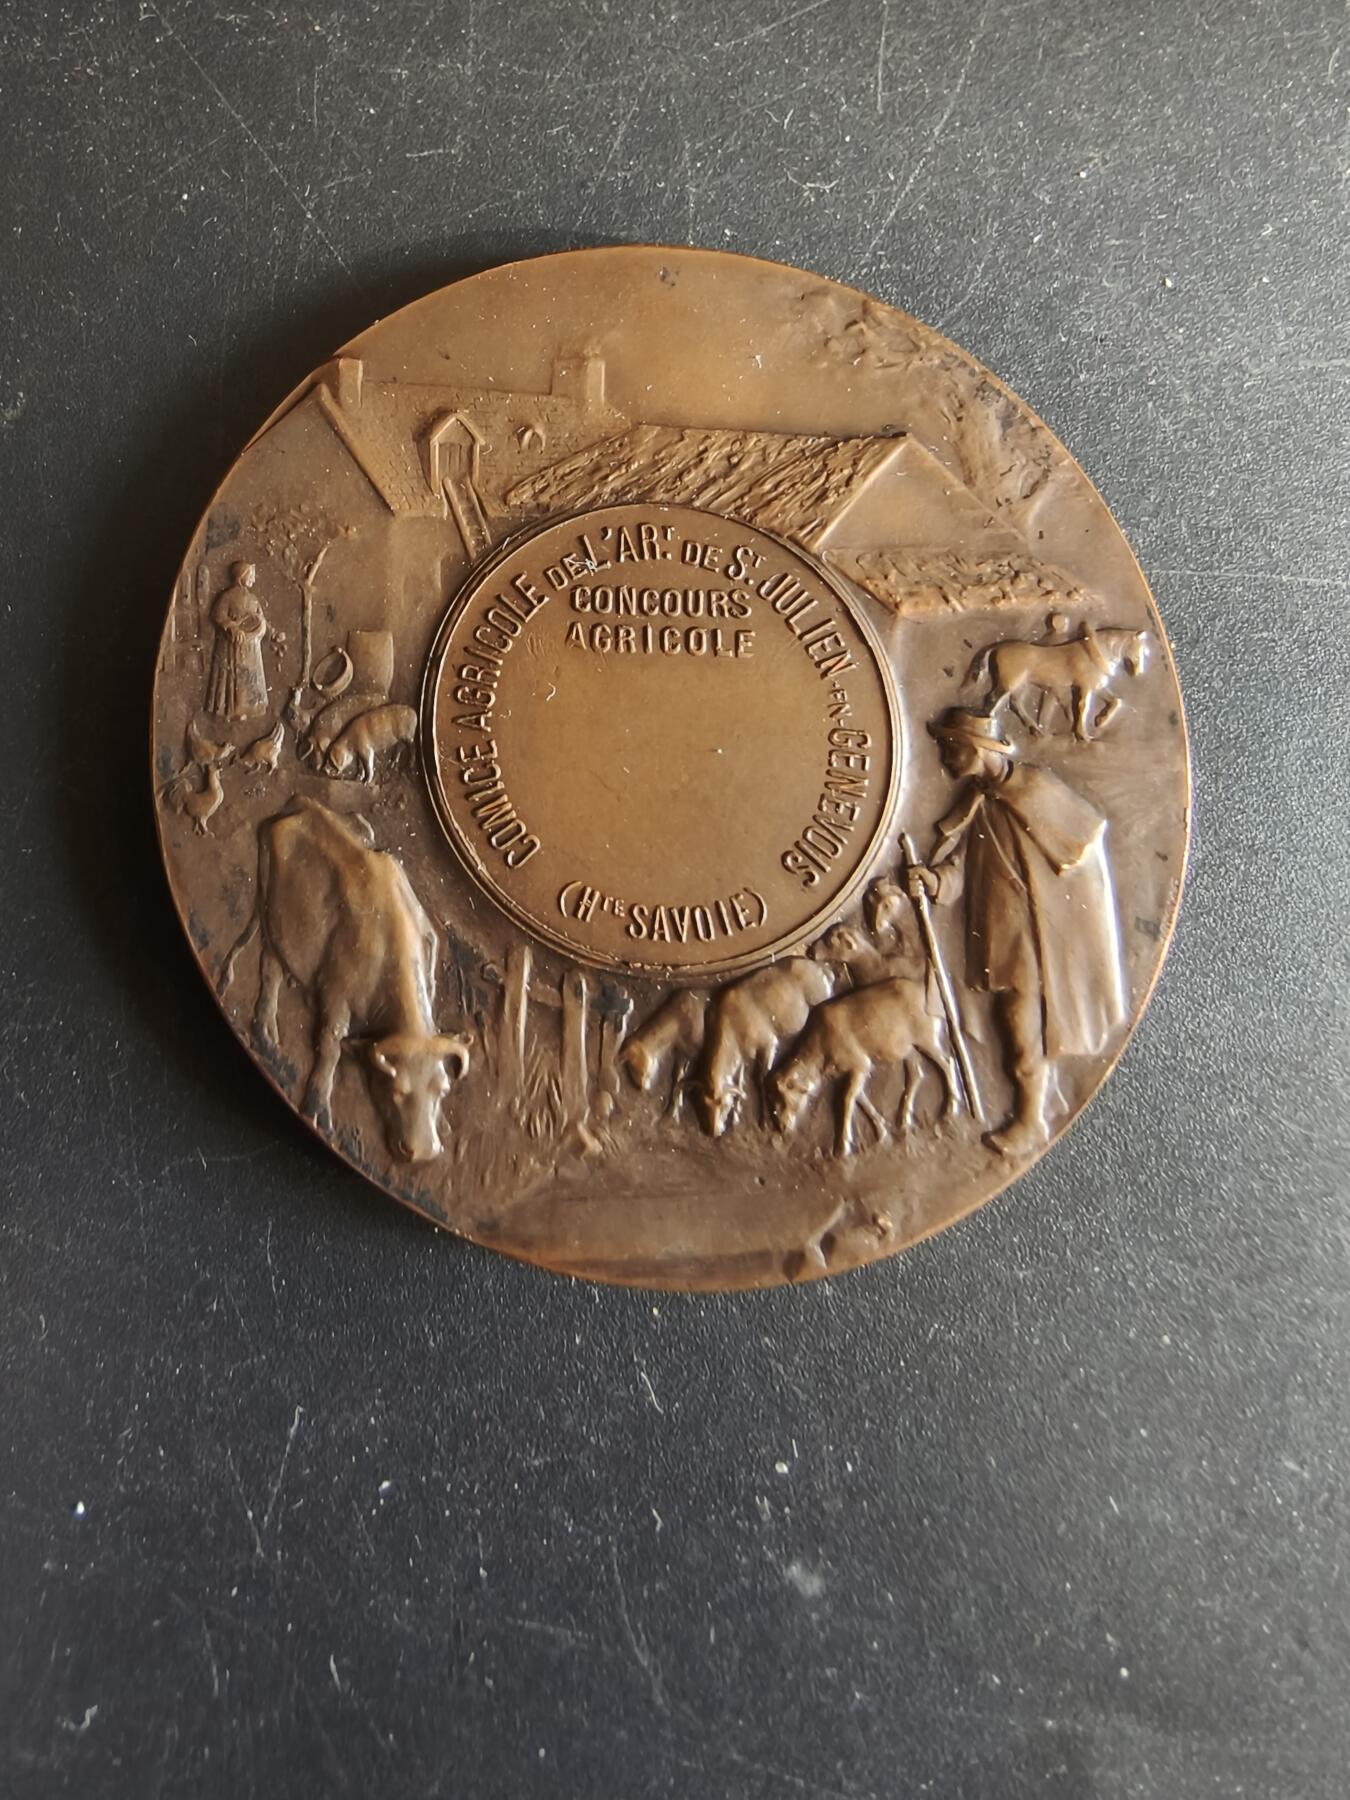 COMICE AGRICOLE DE L'ART. DE ST. JULIEN-EN-GENEVOIS
CONCOURS
AGRICOLE
(HTE SAVOIE)